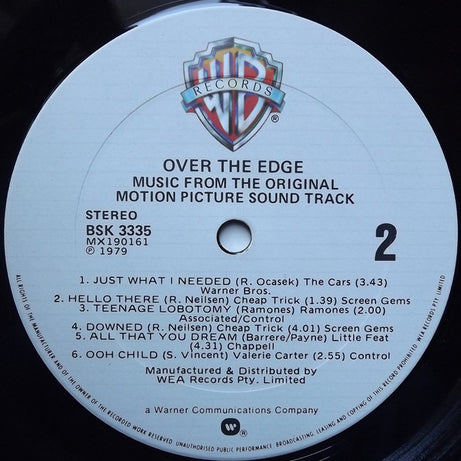 WB
RECORDS
®
OVER THE EDGE
MUSIC FROM THE ORIGINAL
MOTION PICTURE SOUND TRACK
STEREO
BSK 3335
MX190161
℗ 1979
2
1. JUST WHAT I NEEDED (R. Ocasek) The Cars (3.43)
Warner Bros.
2. HELLO THERE (R. Neilsen) Cheap Trick (1.39) Screen Gems
3. TEENAGE LOBOTOMY (Ramones) Ramones (2.00)
Associated/Control
4. DOWNED (R. Neilsen) Cheap Trick (4.01) Screen Gems
5. ALL THAT YOU DREAM (Barrere/Payne) Little Feat
(4.31) Chappell
6. OOH CHILD (S. Vincent) Valerie Carter (2.55) Control
Manufactured & Distributed by
WEA Records Pty. Limited
a Warner Communications Company
ALL RIGHTS OF THE MANUFACTURER AND OF THE OWNER OF THE RECORDED WORK RESERVED. UNAUTHORISED PUBLIC PERFORMANCE, BROADCASTING, LEASING AND COPYING OF THIS RECORD PROHIBITED. WEA RECORDS PTY. LIMITED